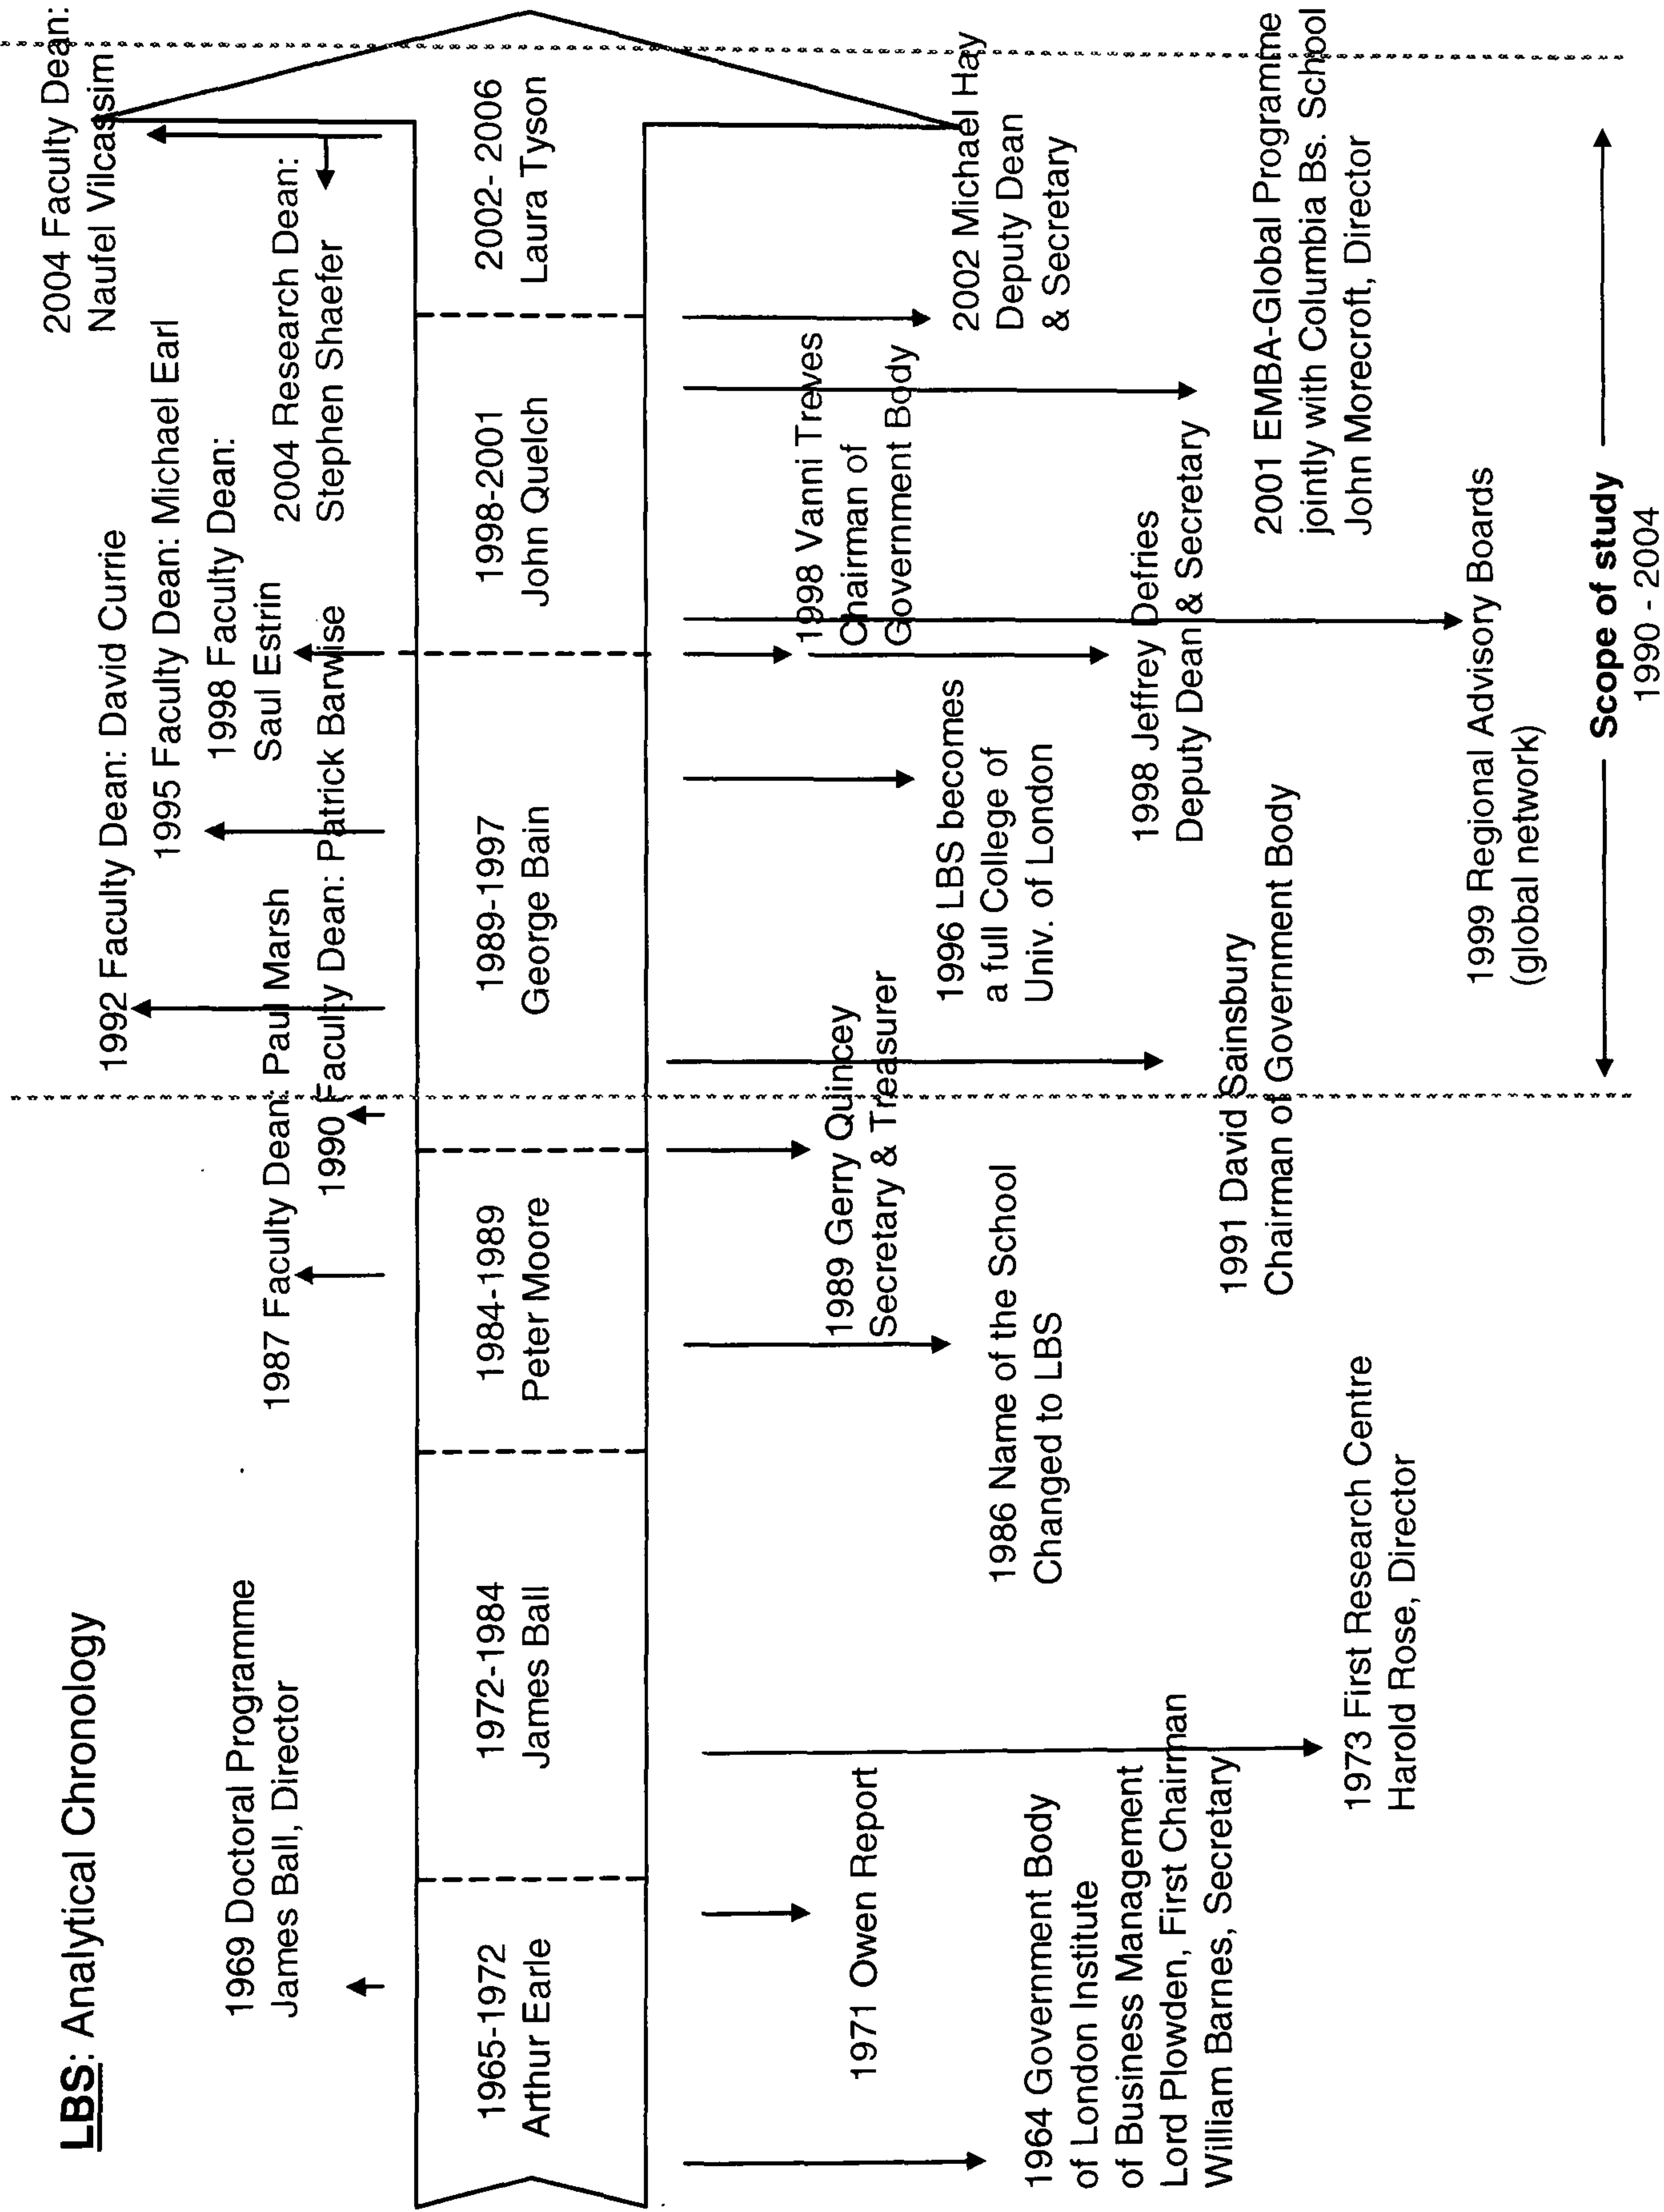 LBS: Analytical Chronology
1969 Doctoral Programme
James Ball, Director
1987 Faculty Dean: Paul Marsh
1990 Faculty Dean: Patrick Barwise
1992 Faculty Dean: David Currie
1995 Faculty Dean: Michael Earl
1998 Faculty Dean:
Saul Estrin
2004 Research Dean:
Stephen Shaefer
2004 Faculty Dean:
Naufel Vilcassim
1965-1972
Arthur Earle
1972-1984
James Ball
1984-1989
Peter Moore
1989-1997
George Bain
1998-2001
John Quelch
2002- 2006
Laura Tyson
1971 Owen Report
1964 Government Body
of London Institute
of Business Management
Lord Plowden, First Chairman
William Barnes, Secretary
1973 First Research Centre
Harold Rose, Director
1986 Name of the School
Changed to LBS
1989 Gerry Quincey
Secretary & Treasurer
1991 David Sainsbury
Chairman of Government Body
1996 LBS becomes
a full College of
Univ. of London
1998 Vanni Treves
Chairman of
Government Body
1998 Jeffrey Defries
Deputy Dean & Secretary
1999 Regional Advisory Boards
(global network)
2002 Michael Hay
Deputy Dean
& Secretary
2001 EMBA-Global Programme
jointly with Columbia Bs. School
John Morecroft, Director
Scope of study
1990 - 2004